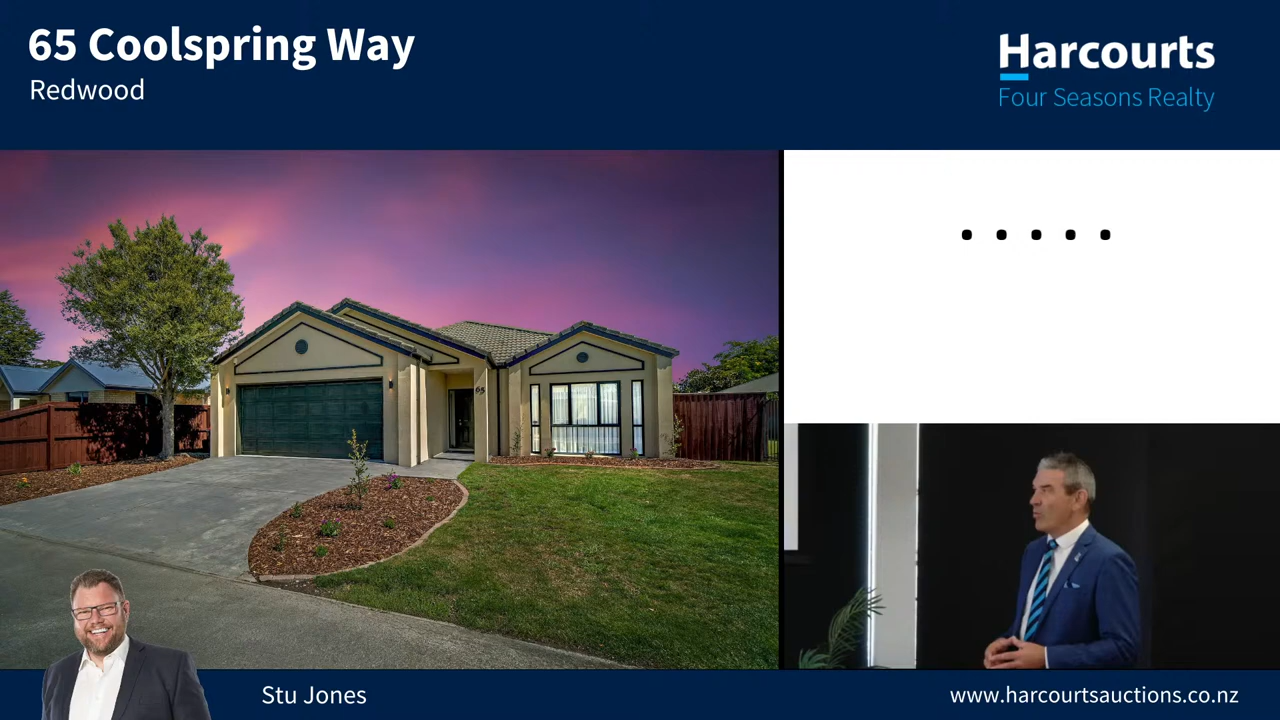 65 Coolspring Way
Redwood
Harcourts
Four Seasons Realty
• • • • •
65
Stu Jones
www.harcourtsauctions.co.nz